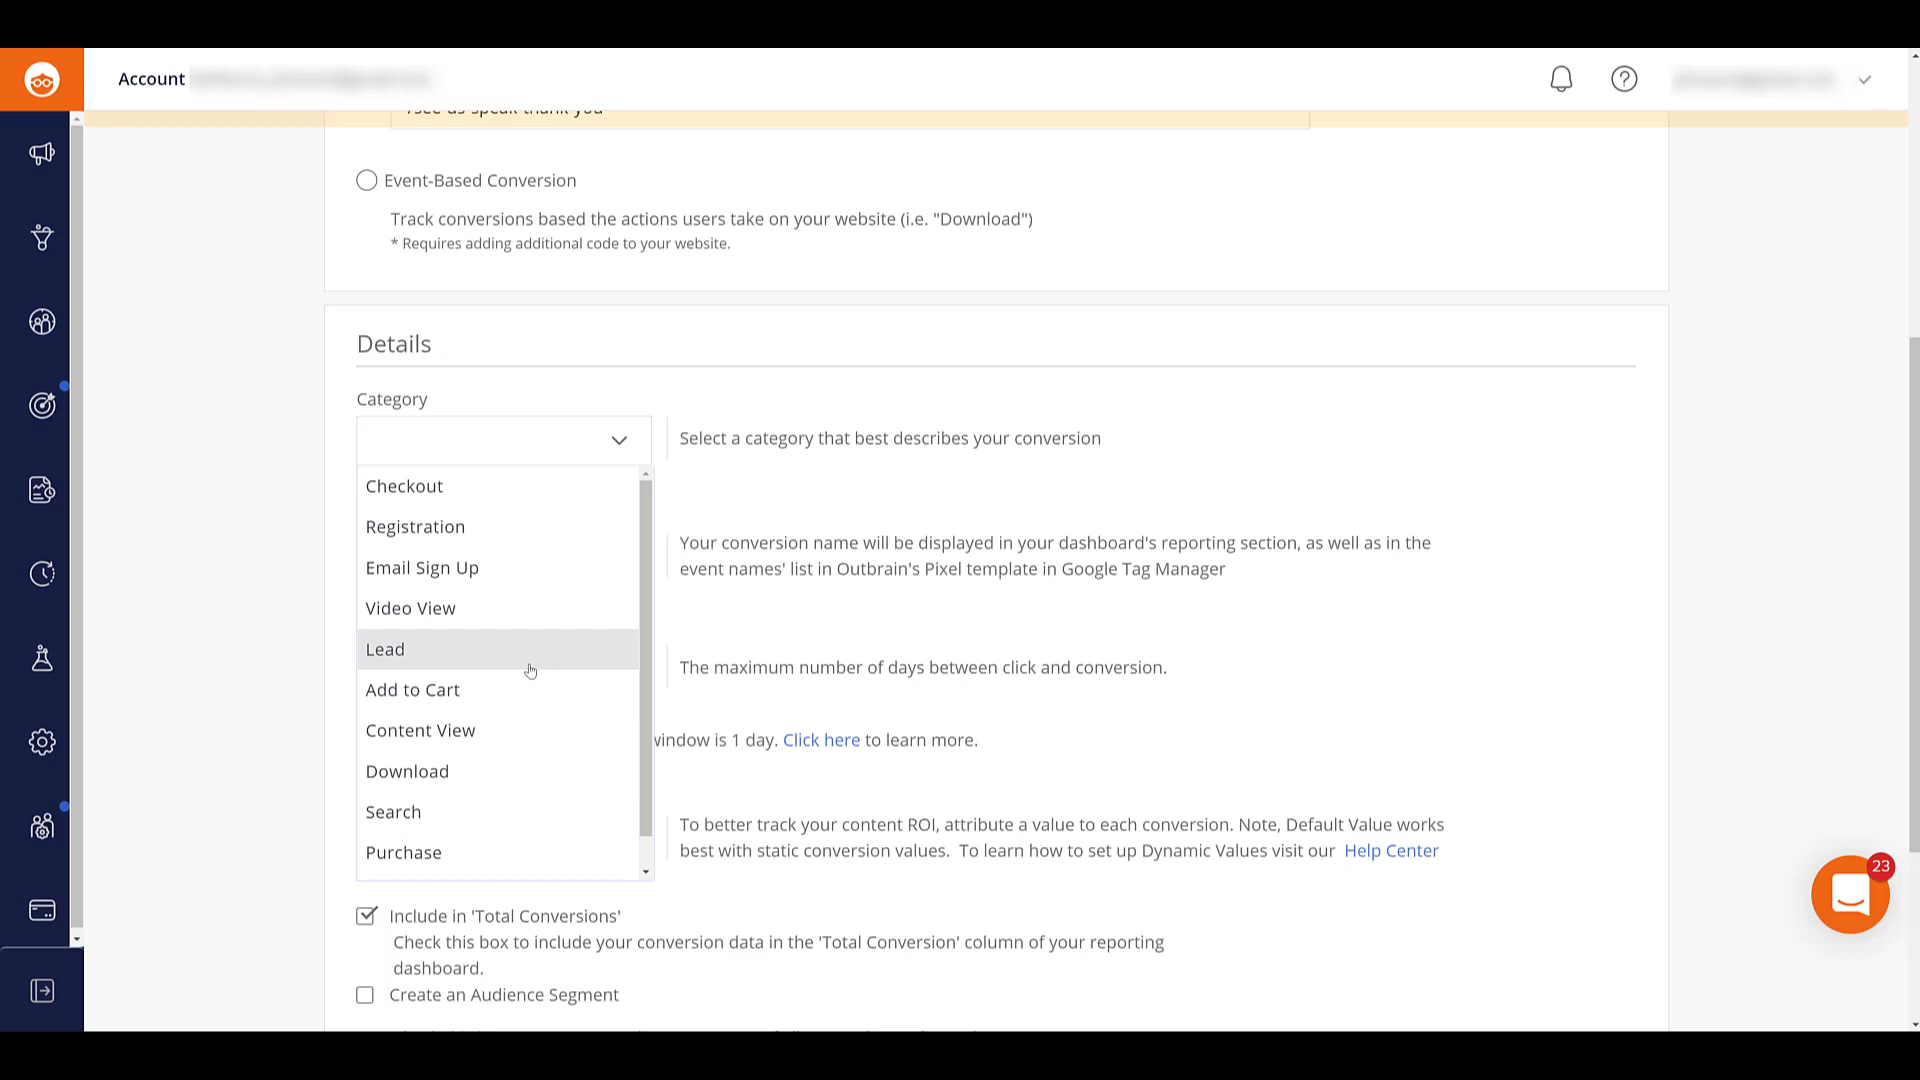 Account
Event-Based Conversion
Track conversions based the actions users take on your website (i.e. "Download")
* Requires adding additional code to your website.
Details
Category
Select a category that best describes your conversion
Checkout
Registration
Your conversion name will be displayed in your dashboard's reporting section, as well as in the
event names' list in Outbrain's Pixel template in Google Tag Manager
Email Sign Up
Video View
Lead
The maximum number of days between click and conversion.
Add to Cart
Content View
window is 1 day. Click here to learn more.
Download
Search
To better track your content ROI, attribute a value to each conversion. Note, Default Value works
best with static conversion values. To learn how to set up Dynamic Values visit our Help Center
Purchase
23
Include in 'Total Conversions'
Check this box to include your conversion data in the 'Total Conversion' column of your reporting
dashboard.
Create an Audience Segment